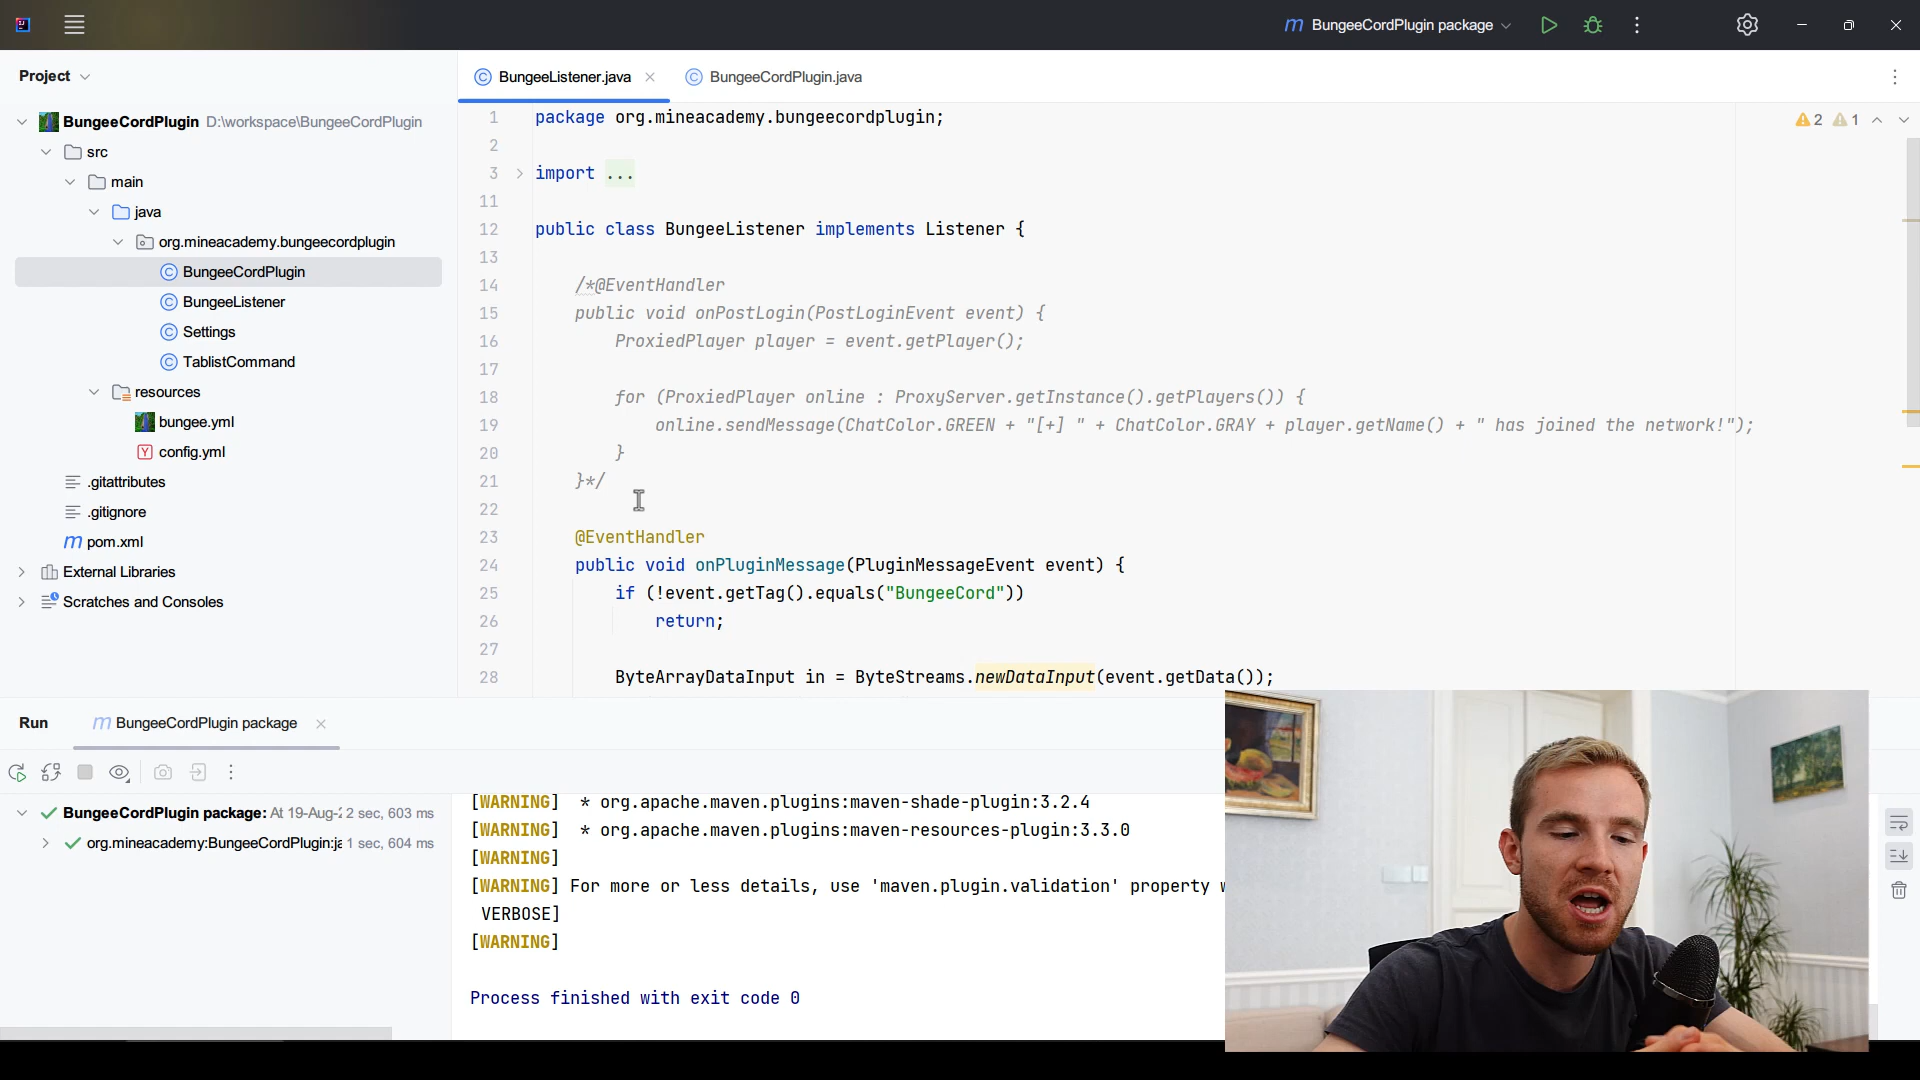 BungeeCordPlugin package
Project
BungeeCordPlugin D:\workspace\BungeeCordPlugin
src
main
java
org.mineacademy.bungeecordplugin
BungeeCordPlugin
BungeeListener
Settings
TablistCommand
resources
bungee.yml
config.yml
.gitattributes
.gitignore
m pom.xml
External Libraries
Scratches and Consoles
BungeeListener.java
BungeeCordPlugin.java
2 1
1 package org.mineacademy.bungeecordplugin;
2
3 import ...
11
12 public class BungeeListener implements Listener {
13
14 /*@EventHandler
15 public void onPostLogin(PostLoginEvent event) {
16 ProxiedPlayer player = event.getPlayer();
17
18 for (ProxiedPlayer online : ProxyServer.getInstance().getPlayers()) {
19 online.sendMessage(ChatColor.GREEN + "[+] " + ChatColor.GRAY + player.getName() + " has joined the network!");
20 }
21 }*/
22
23 @EventHandler
24 public void onPluginMessage(PluginMessageEvent event) {
25 if (!event.getTag().equals("BungeeCord"))
26 return;
27
28 ByteArrayDataInput in = ByteStreams.newDataInput(event.getData());
Run
m BungeeCordPlugin package
BungeeCordPlugin package: At 19-Aug-2 2 sec, 603 ms
org.mineacademy:BungeeCordPlugin:ja 1 sec, 604 ms
[WARNING] * org.apache.maven.plugins:maven-shade-plugin:3.2.4
[WARNING] * org.apache.maven.plugins:maven-resources-plugin:3.3.0
[WARNING]
[WARNING] For more or less details, use 'maven.plugin.validation' property w
VERBOSE]
[WARNING]
Process finished with exit code 0